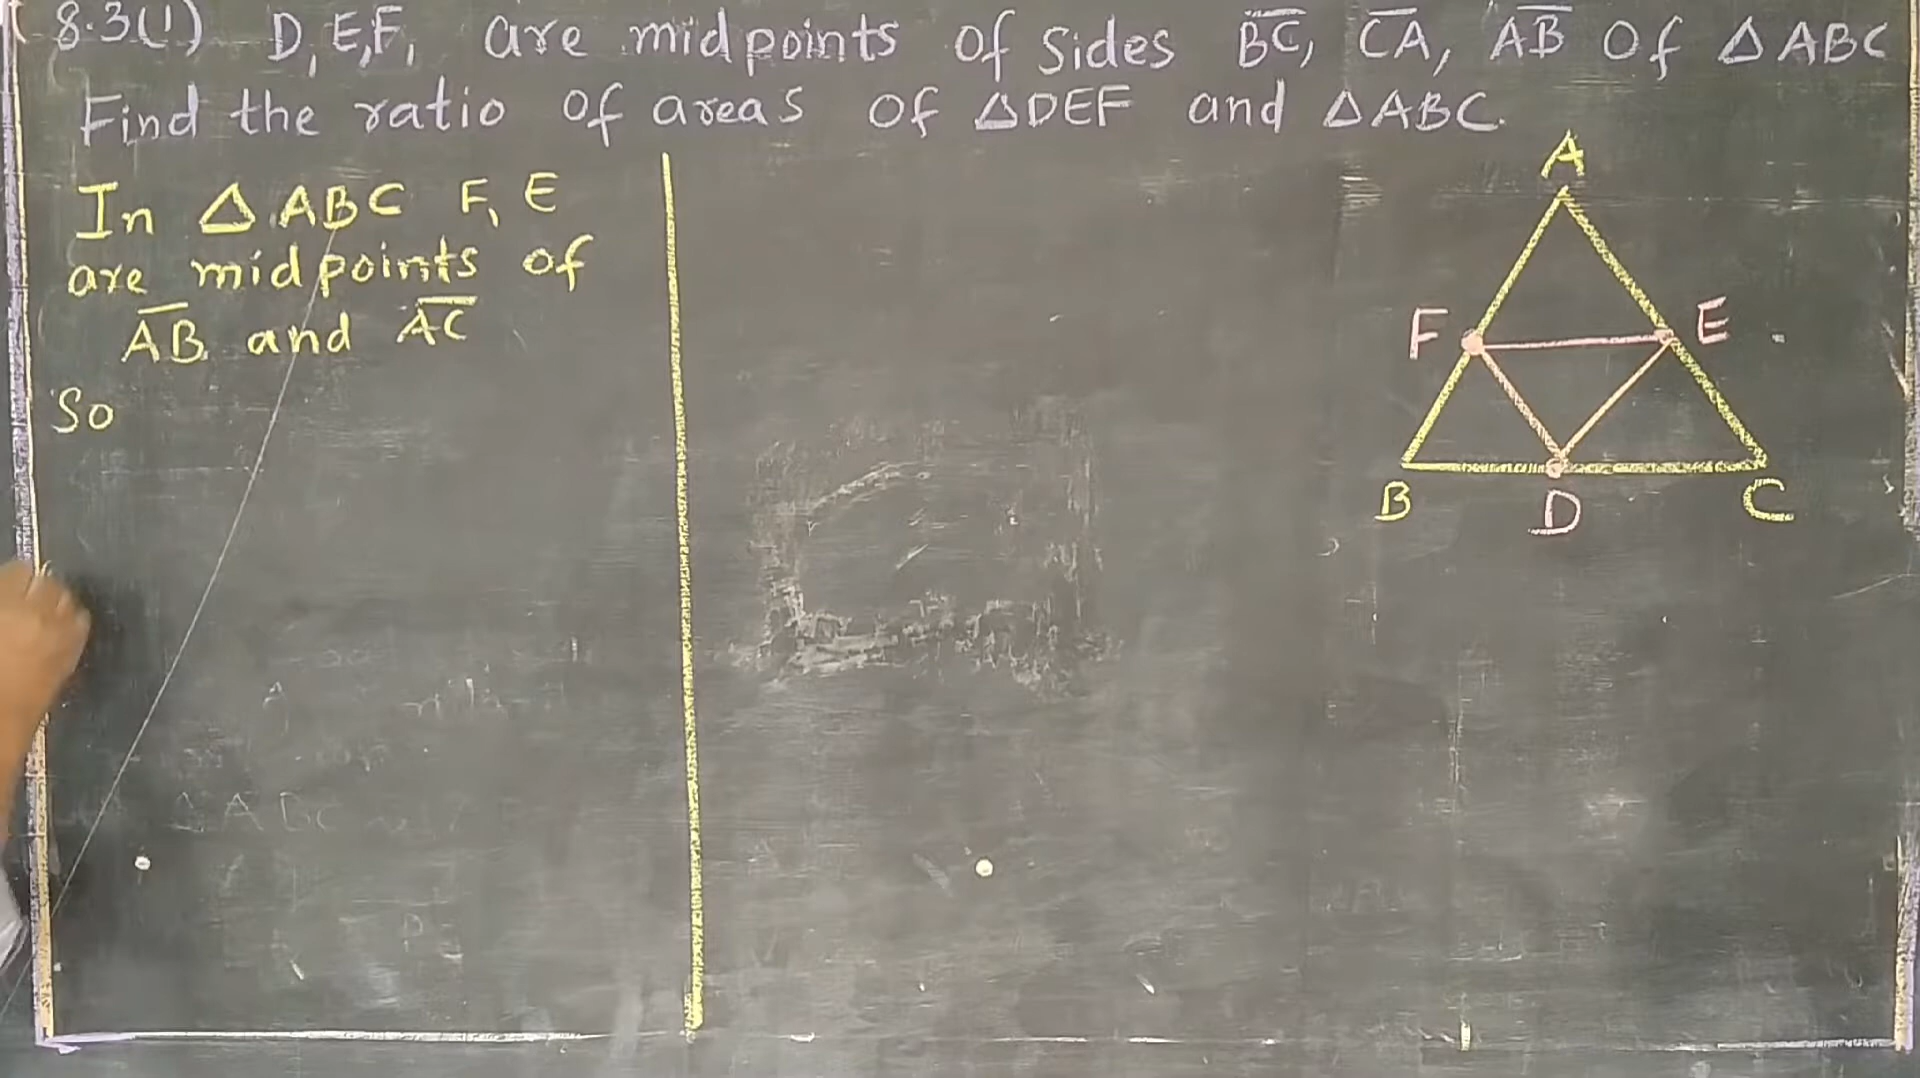 8.3(1) D, E, F, are midpoints of Sides BC, CA, AB Of △ABC
Find the ratio of areas of △DEF and △ABC.
In △ABC F, E
are midpoints of
AB and AC
So
A
F
E
B
D
C